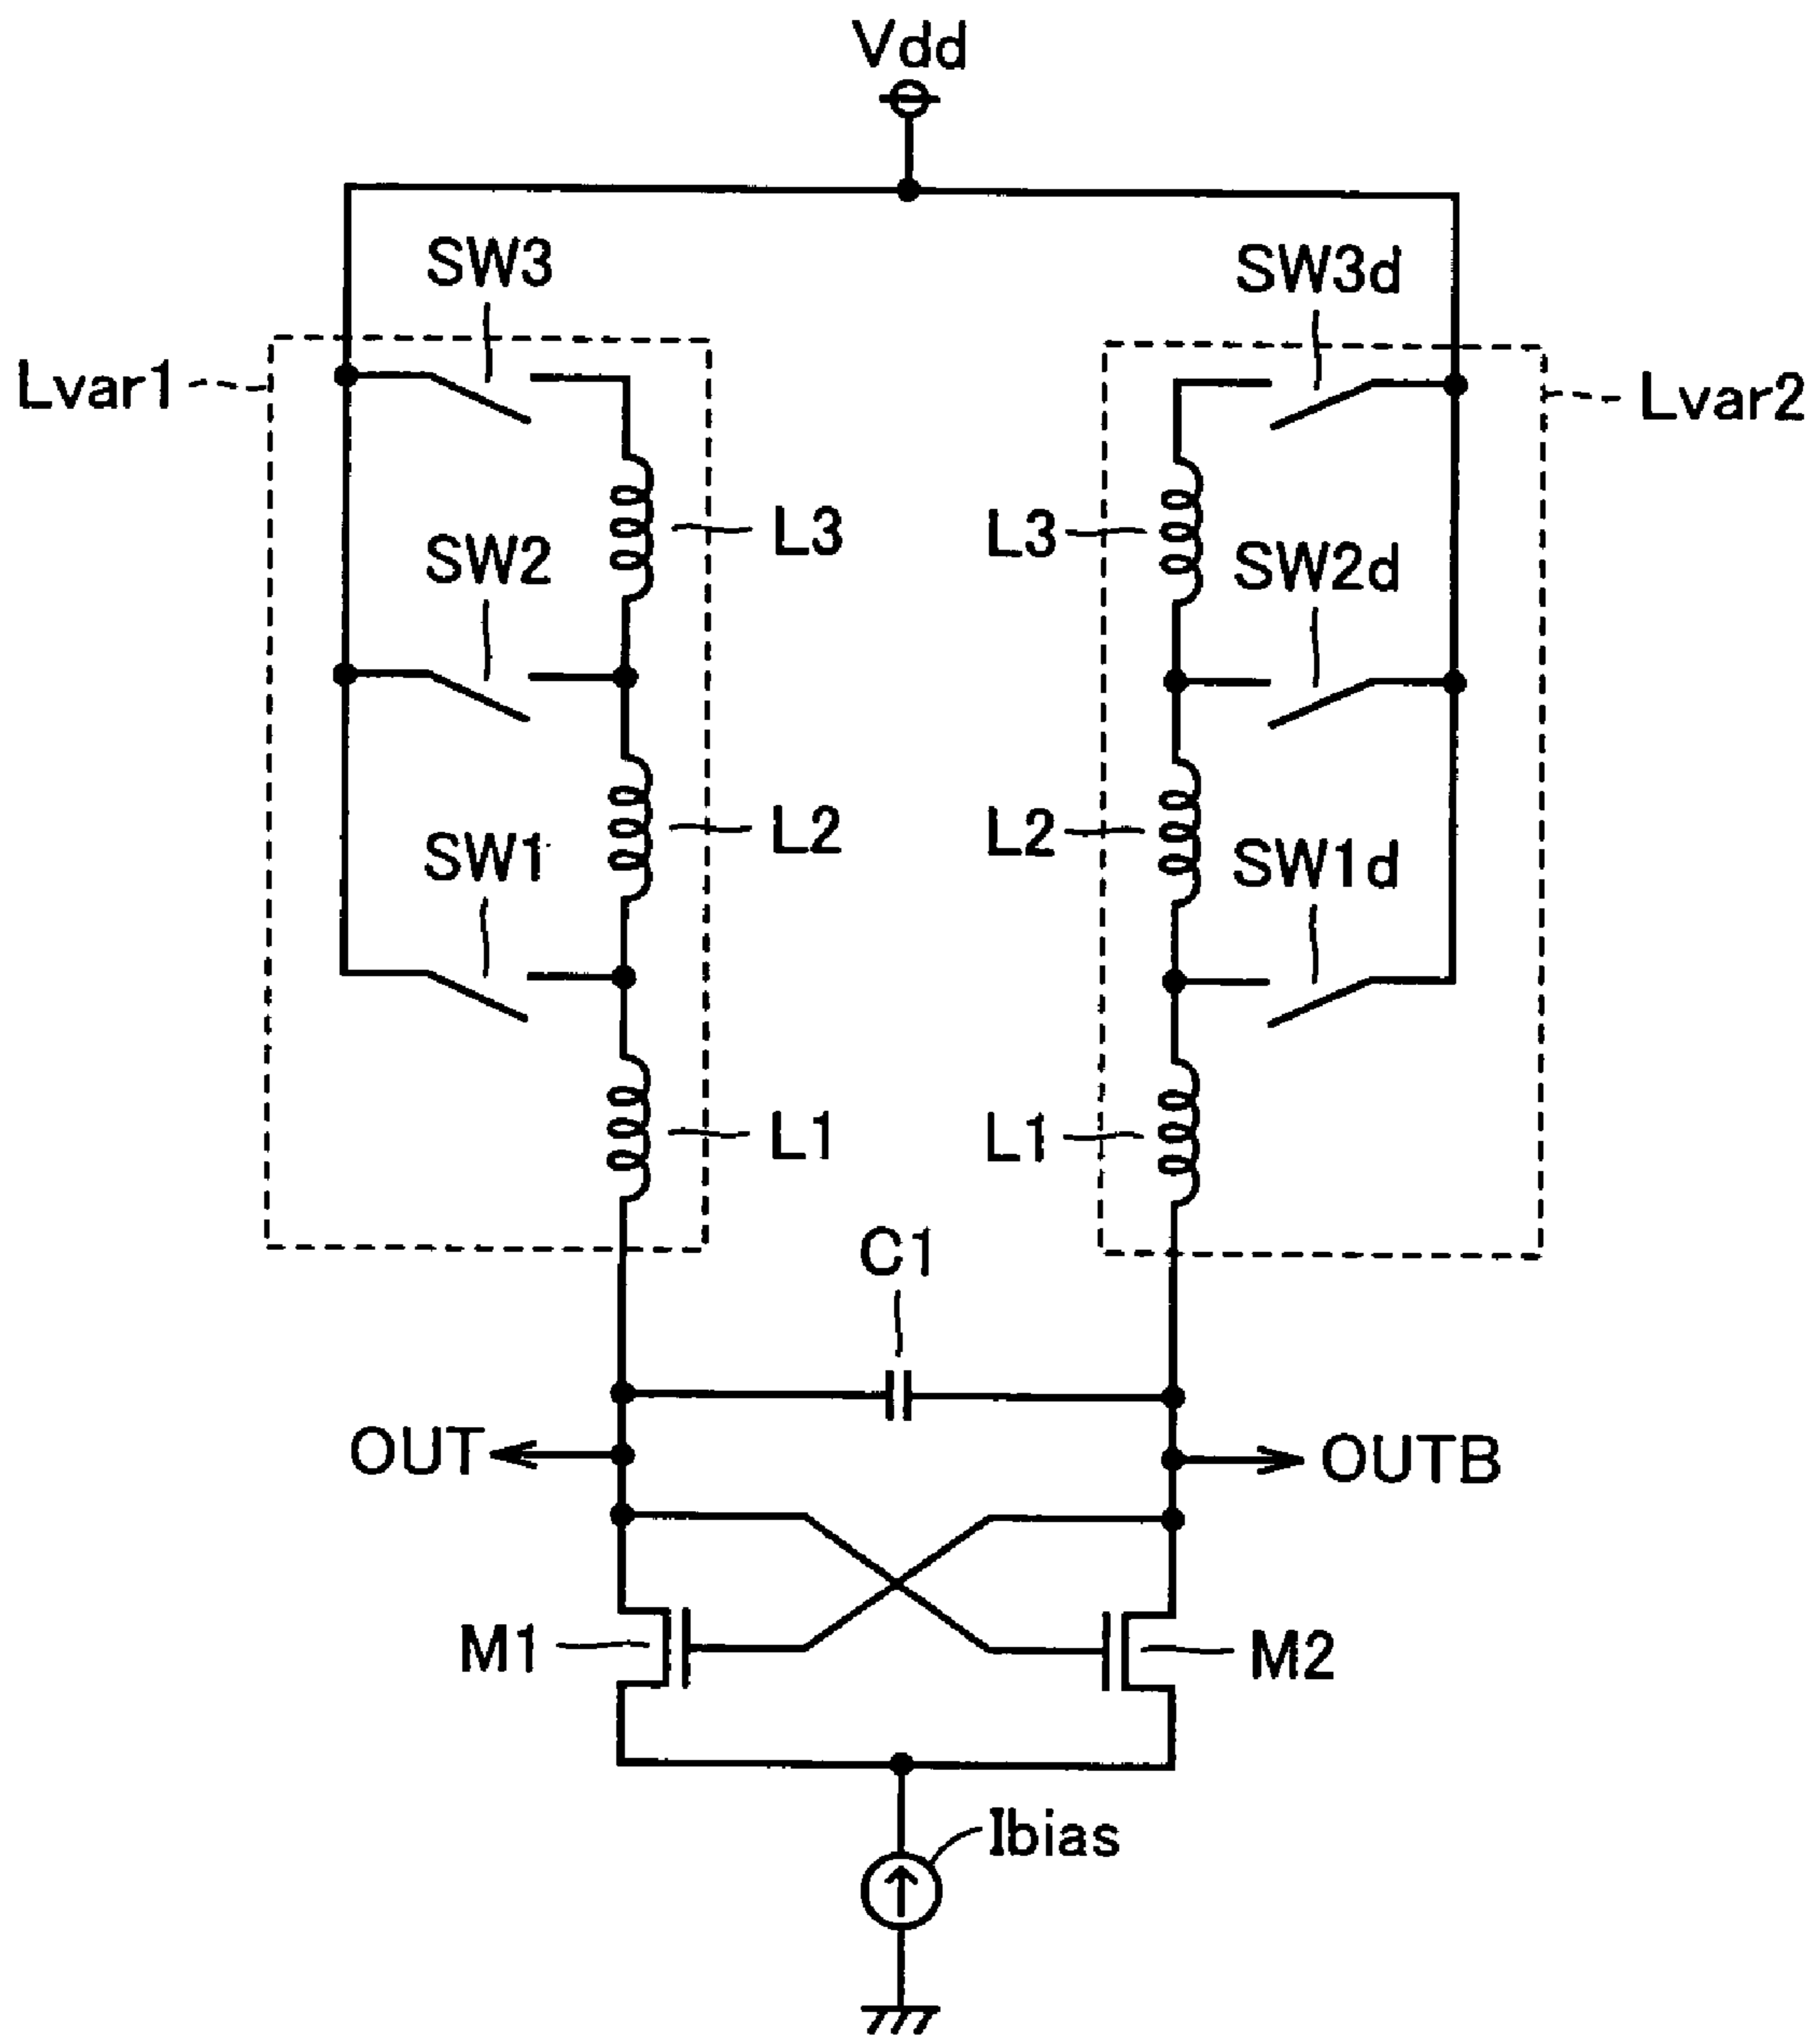 Vdd
SW3
SW3d
Lvar1
Lvar2
L3
L3
SW2
SW2d
L2
L2
SW1
SW1d
L1
L1
C1
OUT
OUTB
M1
M2
Ibias